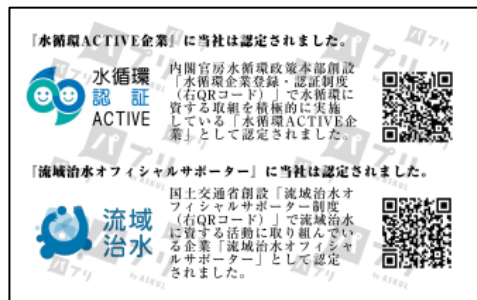 『水循環ACTIVE企業』に当社は認定されました。
水循環
認証
ACTIVE
内閣官房水循環政策本部創設
「水循環企業登録・認証制度
（右QRコード）」で水循環に
資する取組を積極的に実施
している「水循環ACTIVE企
業」として認定されました。
『流域治水オフィシャルサポーター』に当社は認定されました。
流域
治水
国土交通省創設「流域治水オ
フィシャルサポーター制度
（右QRコード）」で流域治水
に資する活動に取り組んでい
る企業「流域治水オフィシャ
ルサポーター」として認定
されました。
パプリ
by ASKUL